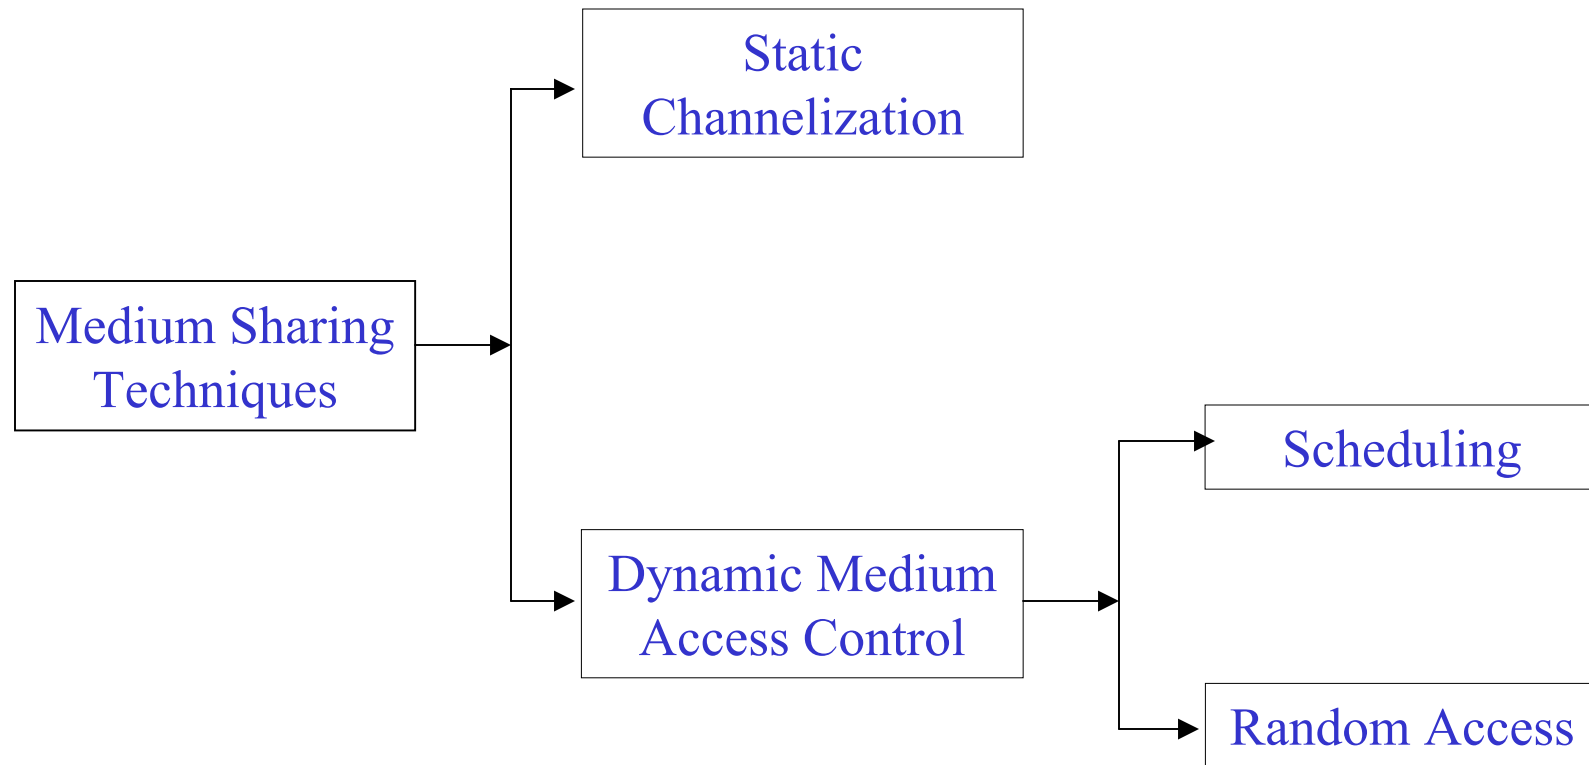 Static
Channelization
Medium Sharing
Techniques
Scheduling
Dynamic Medium
Access Control
Random Access